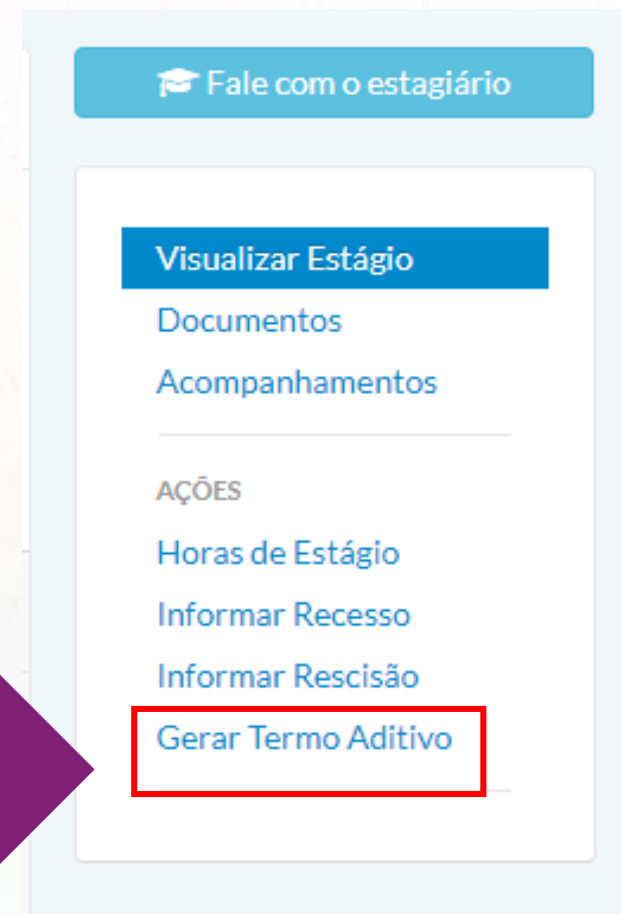 Fale com o estagiário
Visualizar Estágio
Documentos
Acompanhamentos
AÇÕES
Horas de Estágio
Informar Recesso
Informar Rescisão
Gerar Termo Aditivo